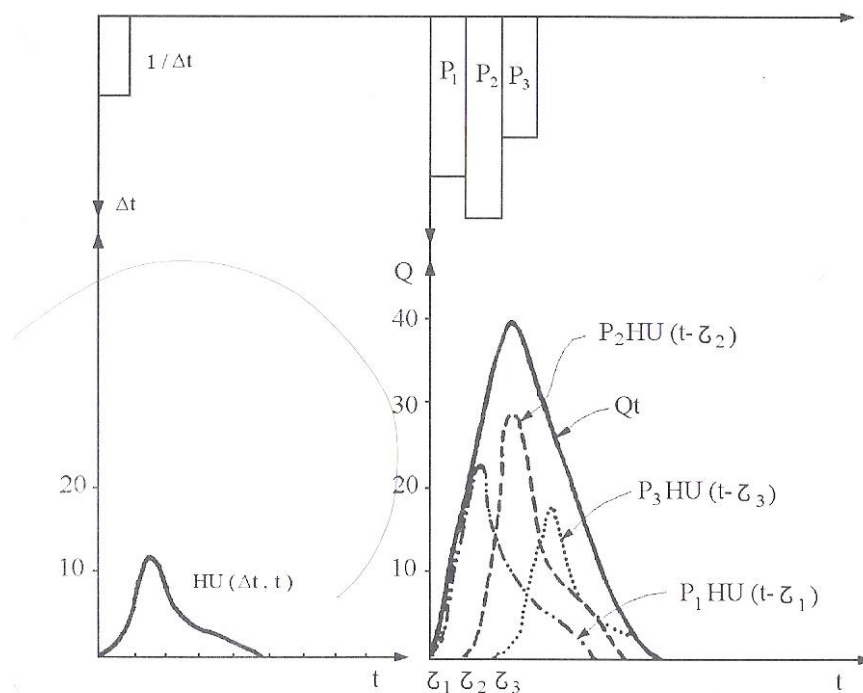 1/Δt
Δt
20
10
HU (Δt, t)
t
P₁ P₂ P₃
Q
40
30
20
10
P₂HU (t-ζ₂)
Qt
P₃HU (t-ζ₃)
P₁HU (t-ζ₁)
ζ₁ ζ₂ ζ₃
t